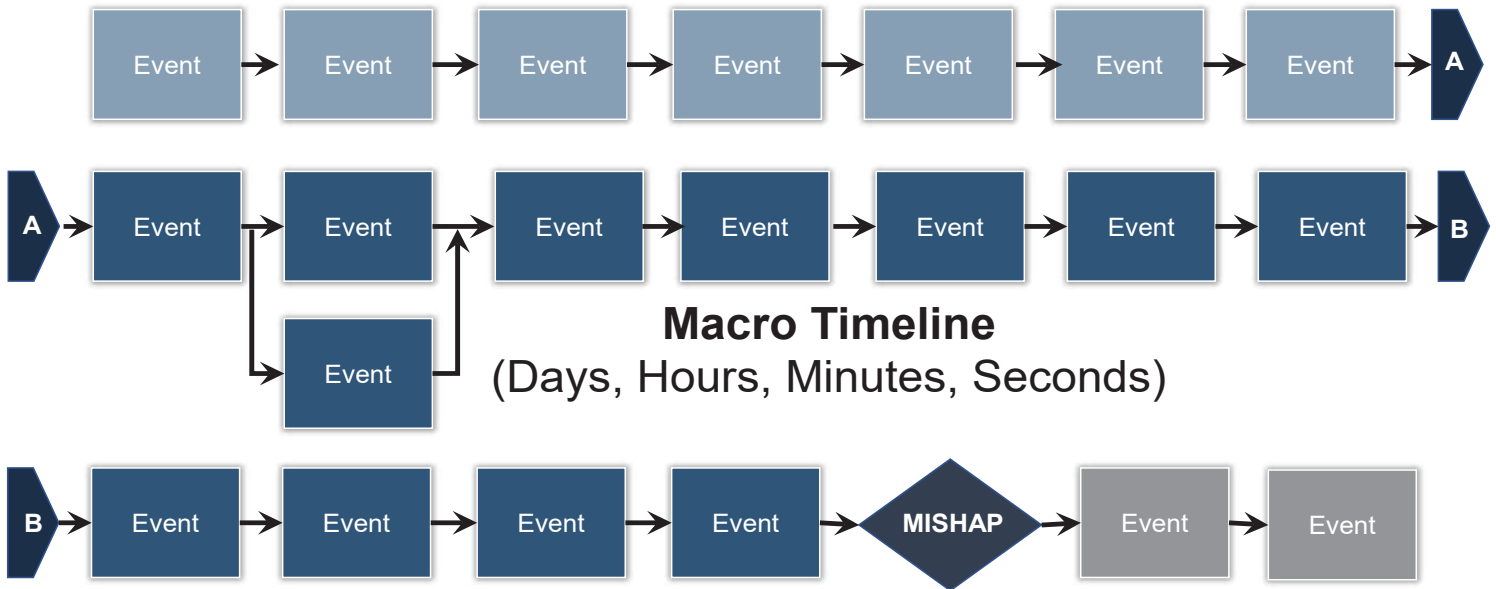 Event Event Event Event Event Event Event A
A Event Event Event Event Event Event Event B
Macro Timeline
Event
(Days, Hours, Minutes, Seconds)
B Event Event Event Event MISHAP Event Event